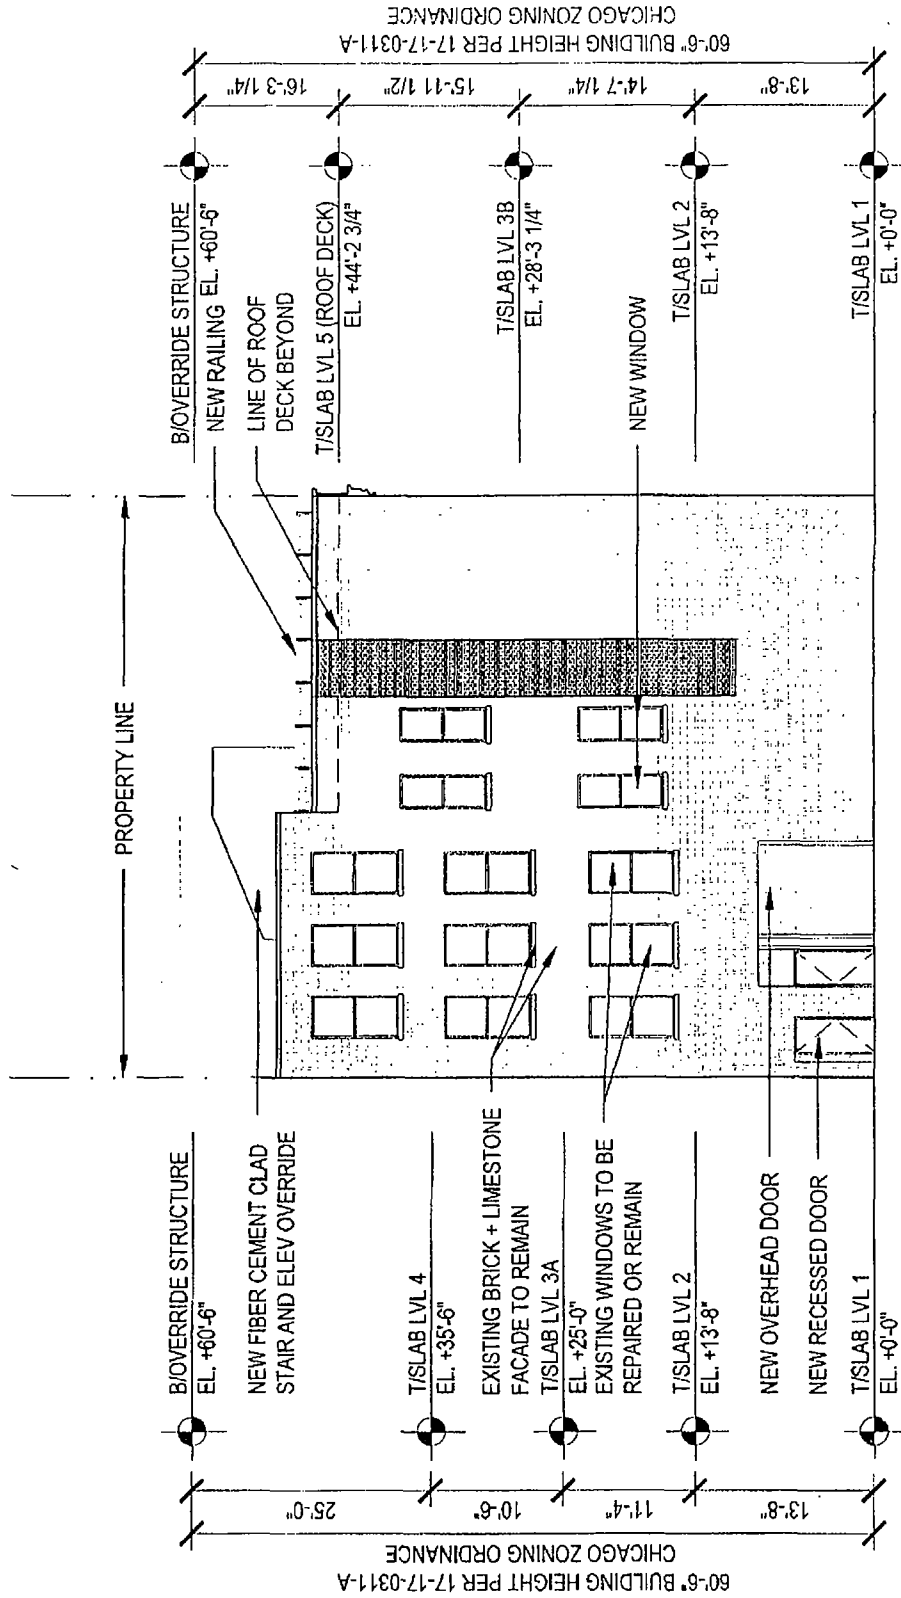 PROPERTY LINE
B/OVERRIDE STRUCTURE
EL. +60'-6"
NEW FIBER CEMENT CLAD
STAIR AND ELEV OVERRIDE
T/SLAB LVL 4
EL. +35'-6"
EXISTING BRICK + LIMESTONE
FACADE TO REMAIN
T/SLAB LVL 3A
EL. +25'-0"
EXISTING WINDOWS TO BE
REPAIRED OR REMAIN
T/SLAB LVL 2
EL. +13'-8"
NEW OVERHEAD DOOR
NEW RECESSED DOOR
T/SLAB LVL 1
EL. +0'-0"
25'-0"
10'-6"
11'-4"
13'-8"
60'-6" BUILDING HEIGHT PER 17-17-0311-A
CHICAGO ZONING ORDINANCE
B/OVERRIDE STRUCTURE
NEW RAILING EL. +60'-6"
LINE OF ROOF
DECK BEYOND
T/SLAB LVL 5 (ROOF DECK)
EL. +44'-2 3/4"
T/SLAB LVL 3B
EL. +28'-3 1/4"
NEW WINDOW
T/SLAB LVL 2
EL. +13'-8"
T/SLAB LVL 1
EL. +0'-0"
16'-3 1/4"
15'-11 1/2"
14'-7 1/4"
13'-8"
60'-6" BUILDING HEIGHT PER 17-17-0311-A
CHICAGO ZONING ORDINANCE